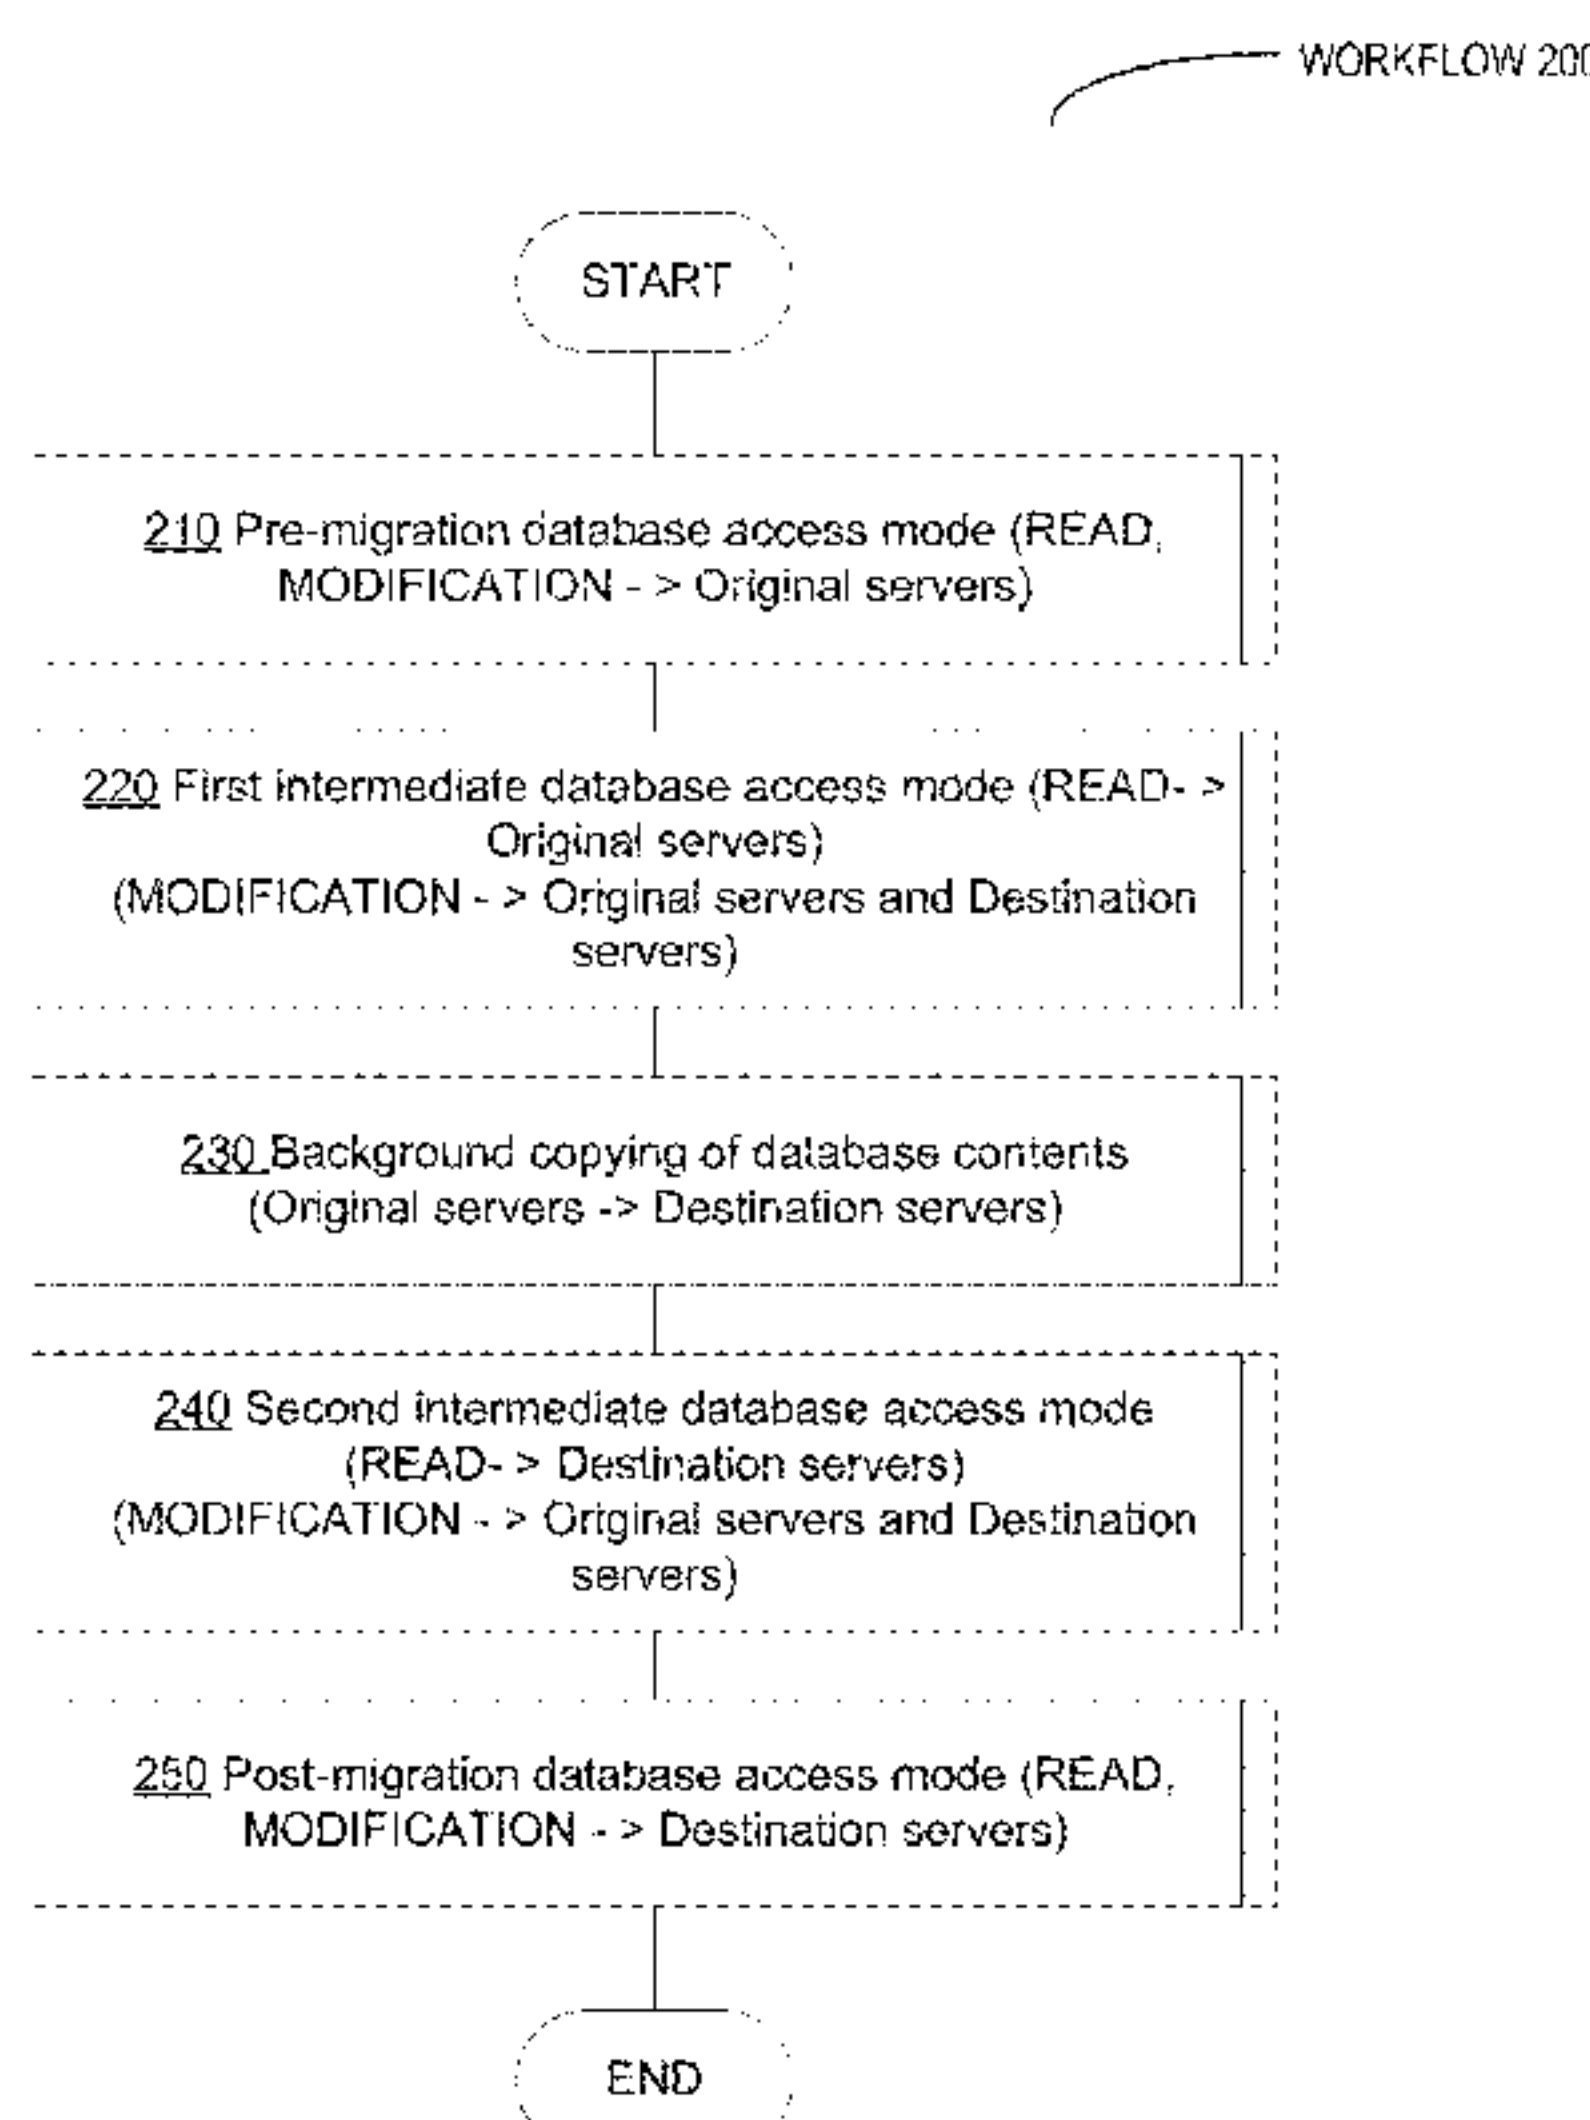 WORKFLOW 200
START
210 Pre-migration database access mode (READ,
MODIFICATION - > Original servers)
220 First intermediate database access mode (READ- >
Original servers)
(MODIFICATION - > Original servers and Destination
servers)
230 Background copying of database contents
(Original servers -> Destination servers)
240 Second intermediate database access mode
(READ- > Destination servers)
(MODIFICATION - > Original servers and Destination
servers)
250 Post-migration database access mode (READ,
MODIFICATION - > Destination servers)
END